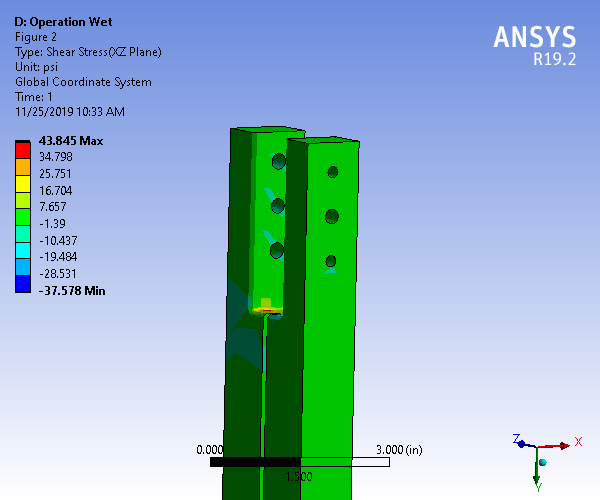 D: Operation Wet
Figure 2
Type: Shear Stress(XZ Plane)
Unit: psi
Global Coordinate System
Time: 1
11/25/2019 10:33 AM
ANSYS
R19.2
43.845 Max
34.798
25.751
16.704
7.657
-1.39
-10.437
-19.484
-28.531
-37.578 Min
0.000
3.000 (in)
1.500
Z
X
Y